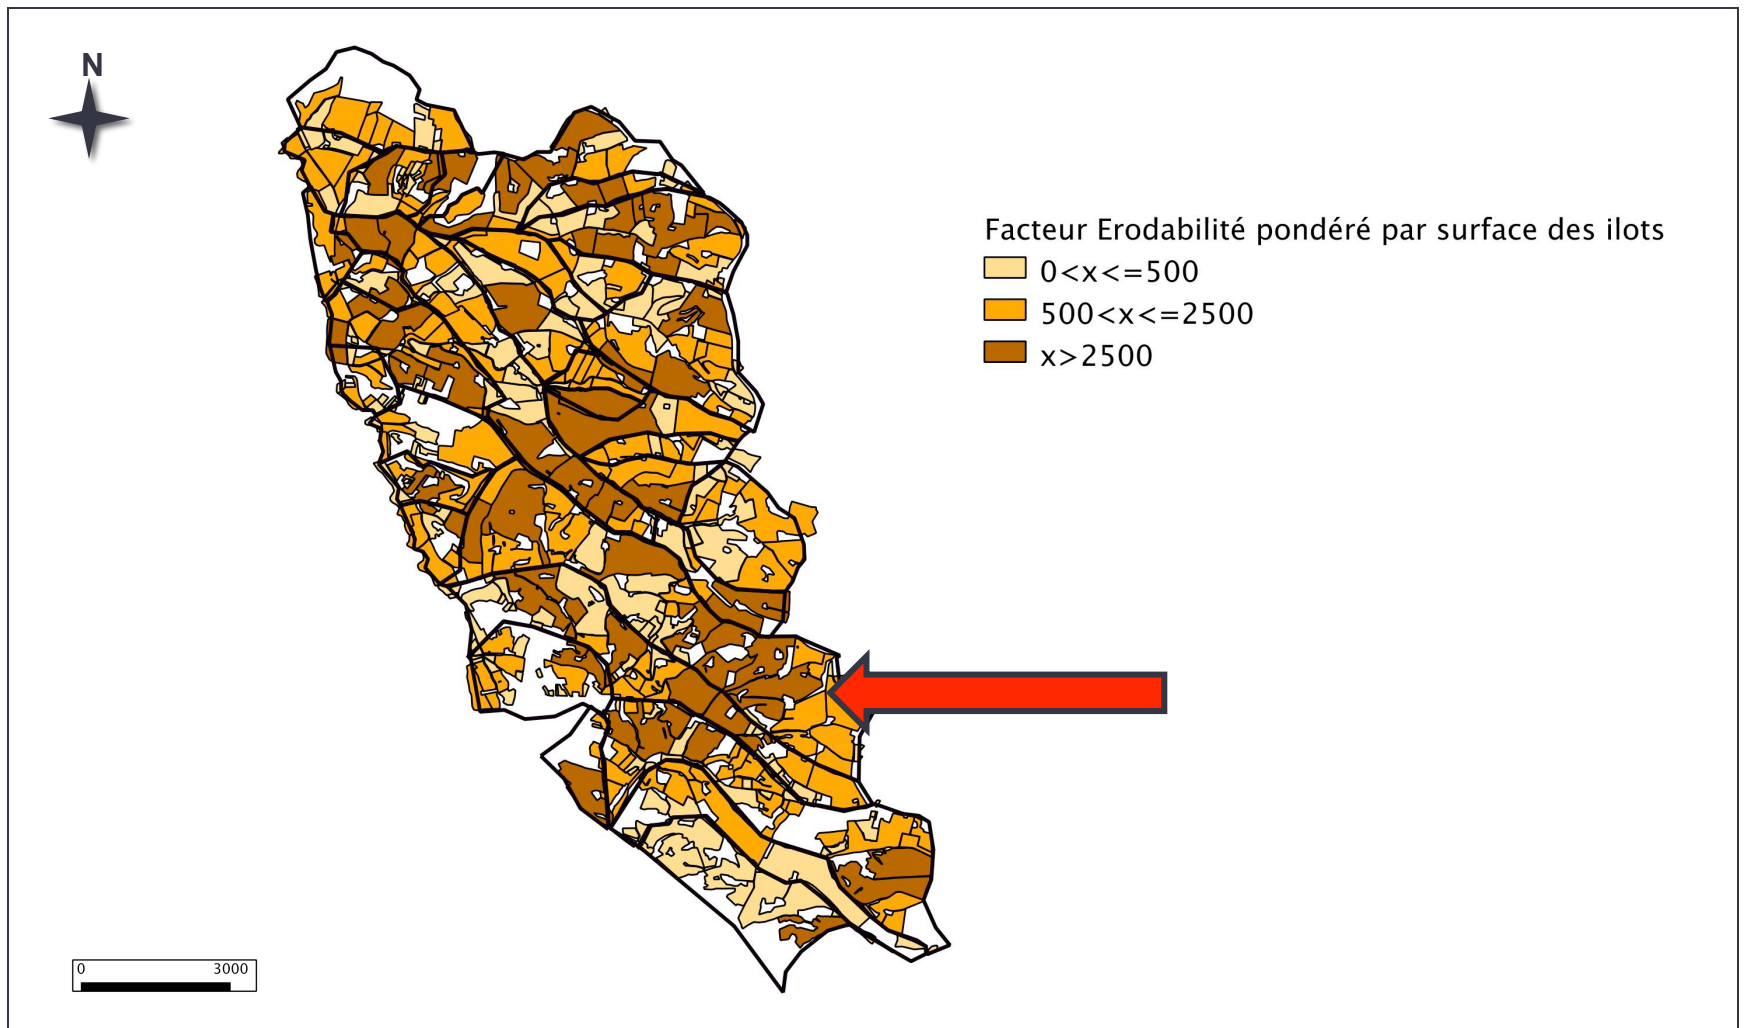 N
Facteur Erodabilité pondéré par surface des ilots
0<x<=500
500<x<=2500
x>2500
0 3000